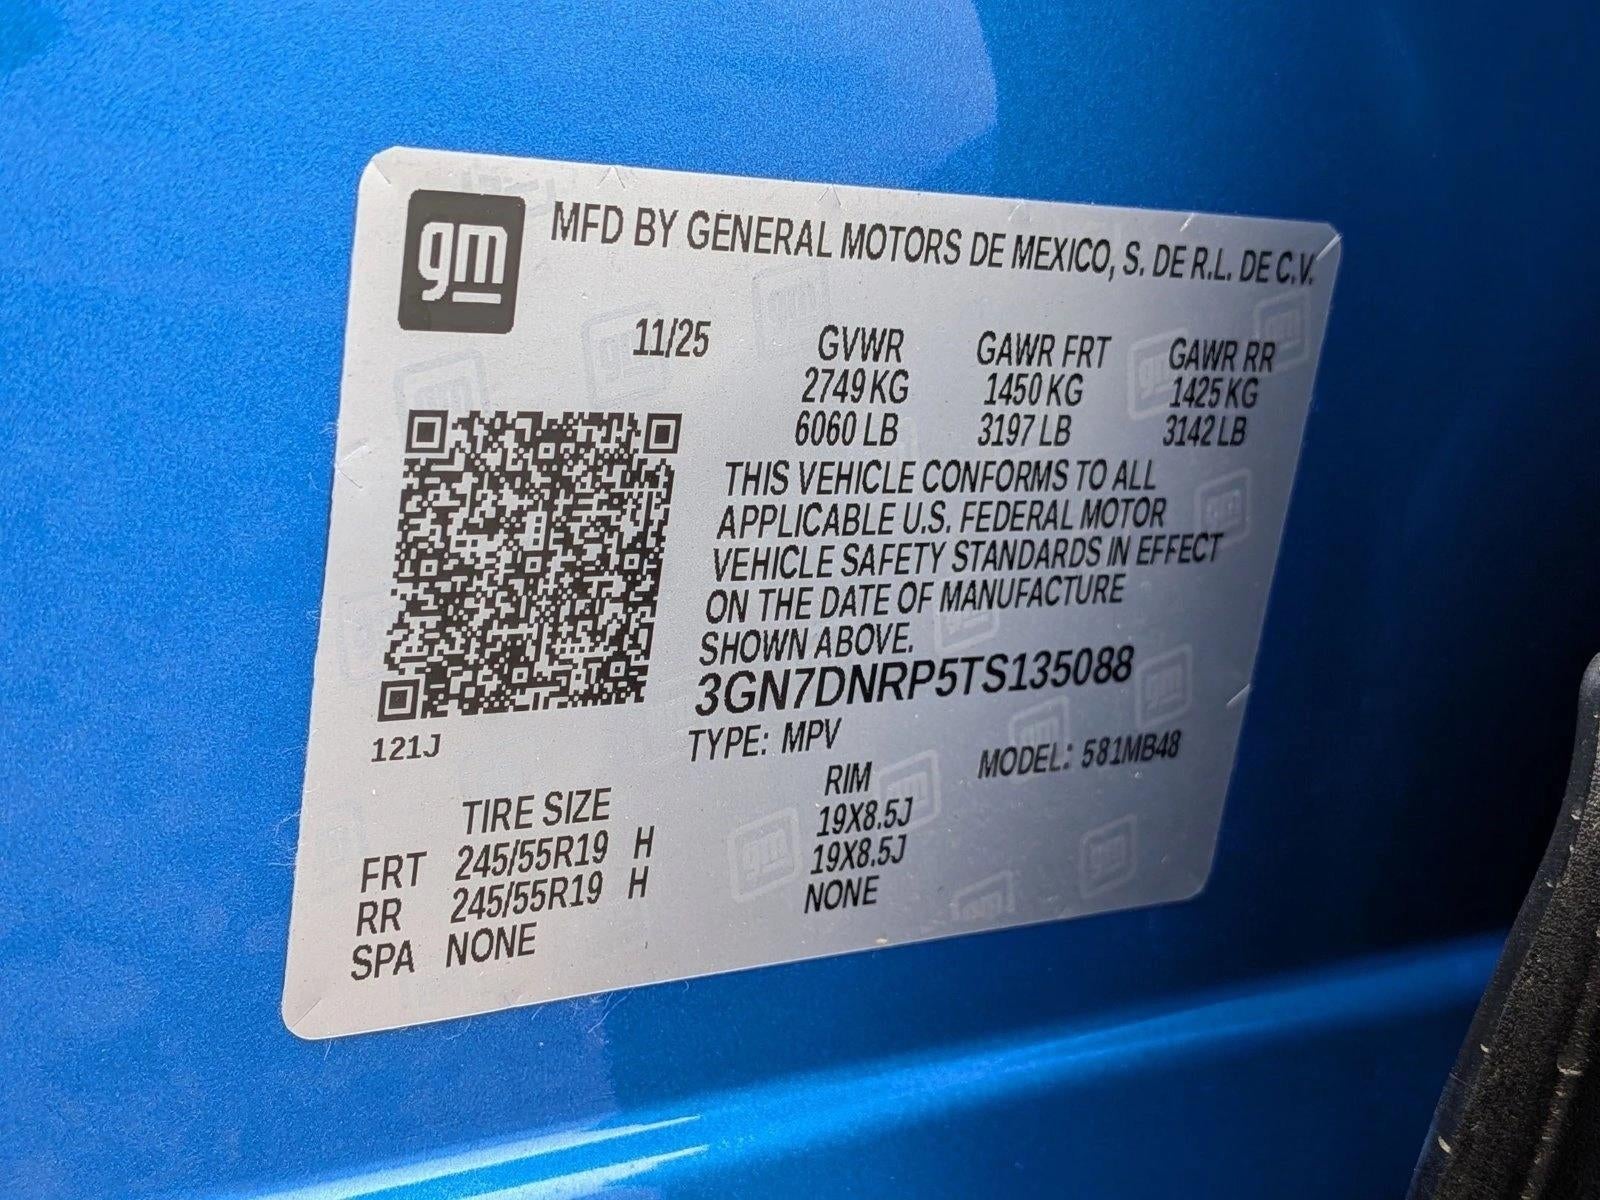 gm
MFD BY GENERAL MOTORS DE MEXICO, S. DE R.L. DE C.V.
11/25 GVWR GAWR FRT GAWR RR
2749 KG 1450 KG 1425 KG
6060 LB 3197 LB 3142 LB
THIS VEHICLE CONFORMS TO ALL
APPLICABLE U.S. FEDERAL MOTOR
VEHICLE SAFETY STANDARDS IN EFFECT
ON THE DATE OF MANUFACTURE
SHOWN ABOVE.
3GN7DNRP5TS135088
121J
TYPE: MPV MODEL: 581MB48
TIRE SIZE RIM
FRT 245/55R19 H 19X8.5J
RR 245/55R19 H 19X8.5J
SPA NONE NONE